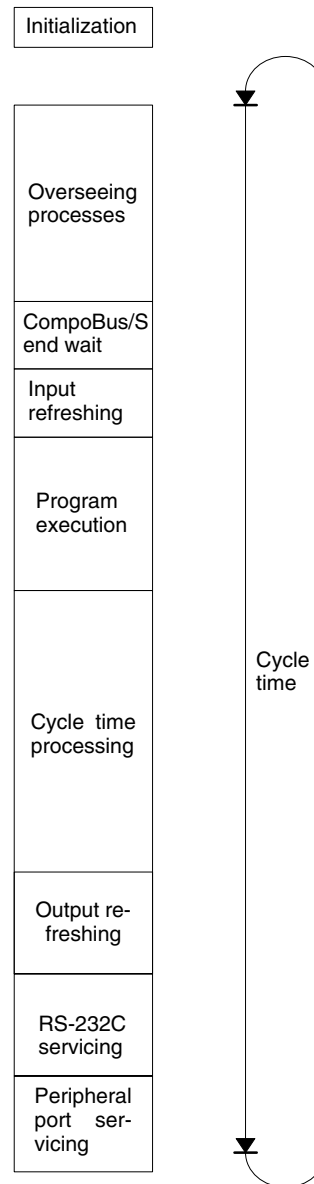 Initialization
Overseeing
processes
CompoBus/S
end wait
Input
refreshing
Program
execution
Cycle time
processing
Cycle
time
Output re-
freshing
RS-232C
servicing
Peripheral
port ser-
vicing